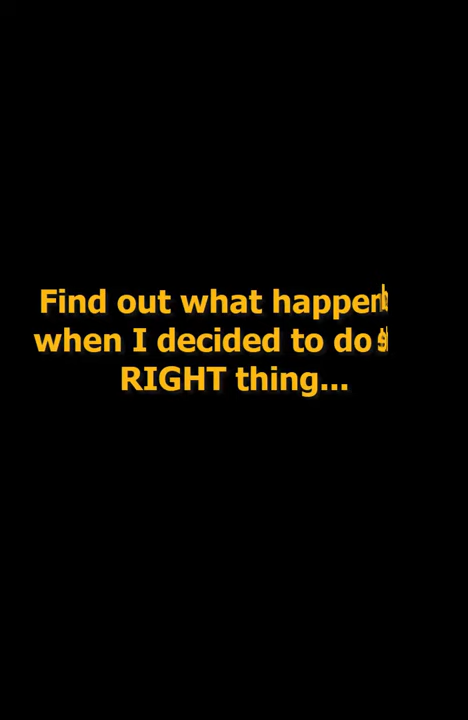 Find out what happen
when I decided to do
RIGHT thing...